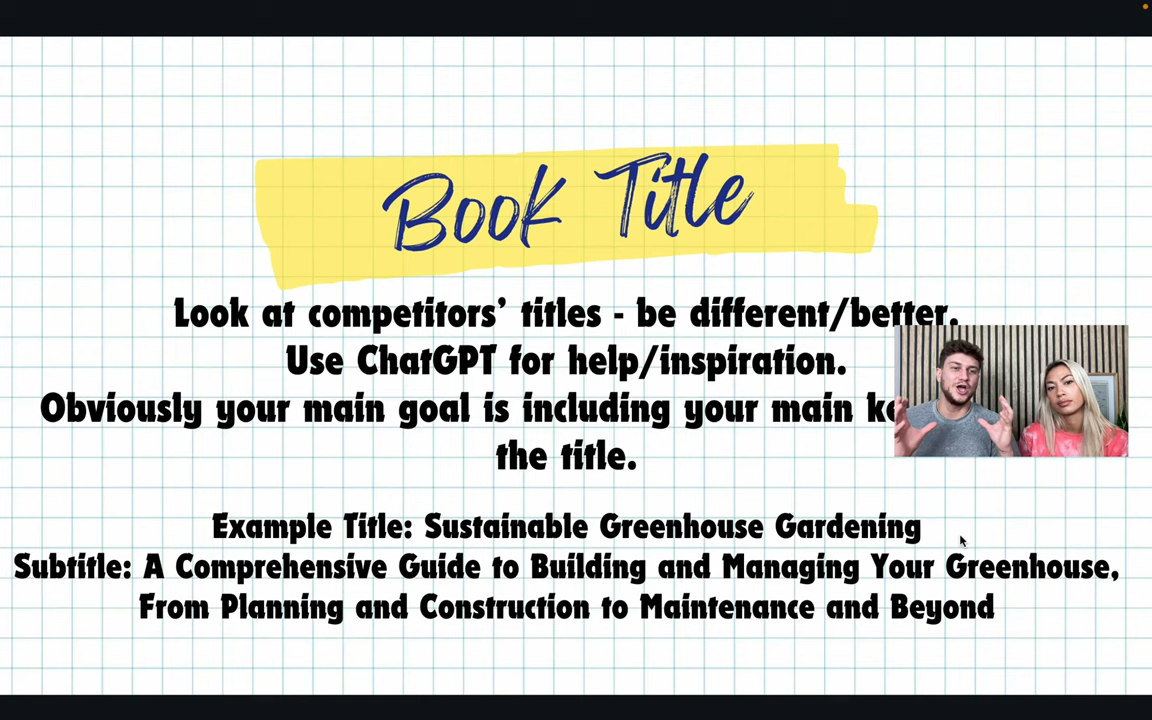 Book Title
Look at competitors' titles - be different/better.
Use ChatGPT for help/inspiration.
Obviously your main goal is including your main
the title.
Example Title: Sustainable Greenhouse Gardening
Subtitle: A Comprehensive Guide to Building and Managing Your Greenhouse,
From Planning and Construction to Maintenance and Beyond